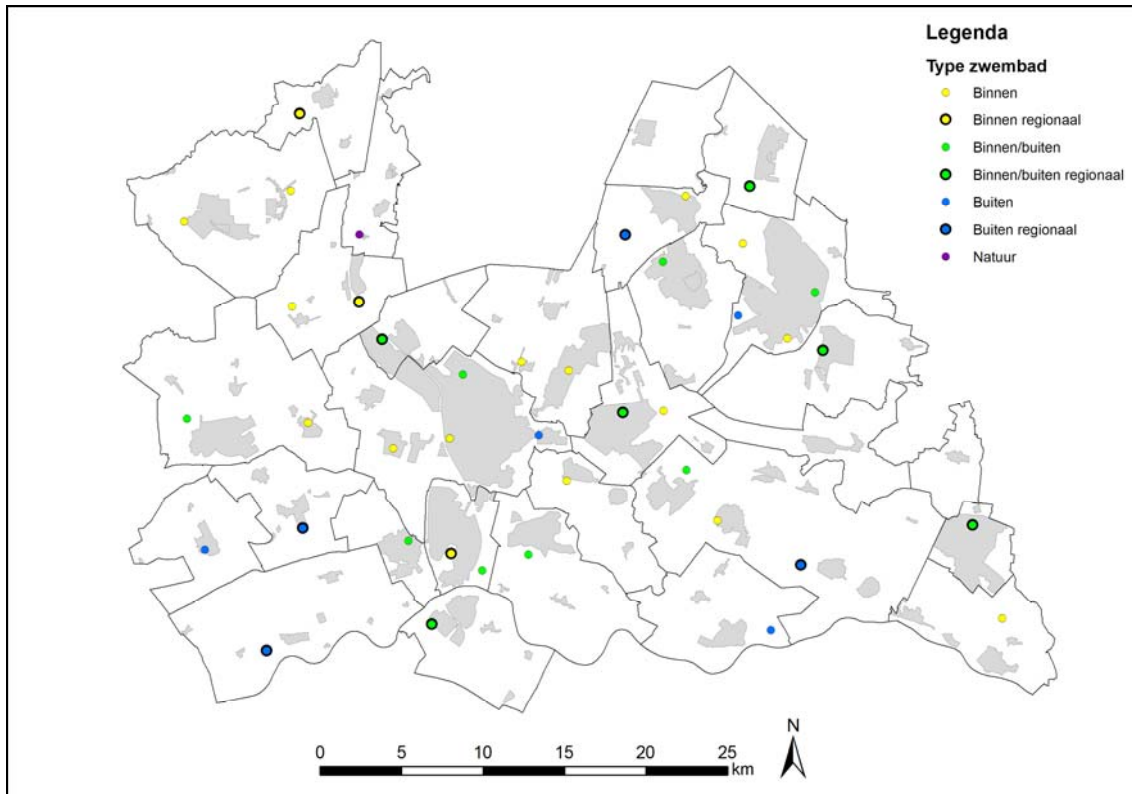 Legenda
Type zwembad
Binnen
Binnen regionaal
Binnen/buiten
Binnen/buiten regionaal
Buiten
Buiten regionaal
Natuur
N
0 5 10 15 20 25
km